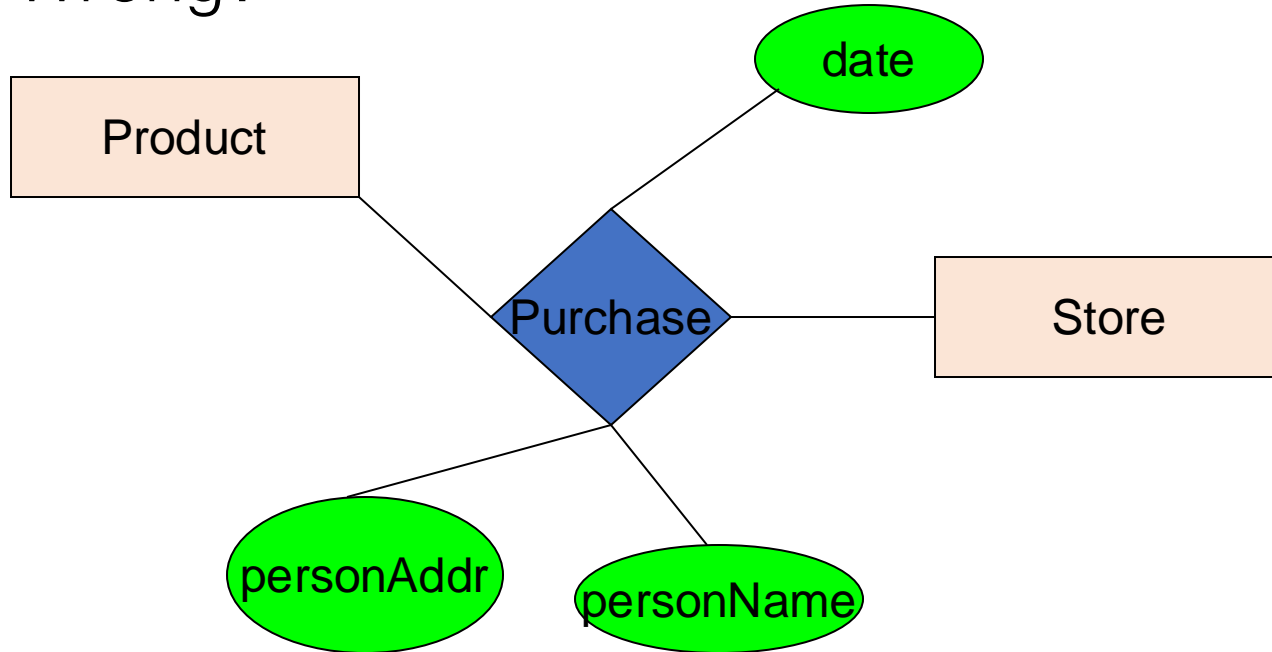 date
Product
Purchase
Store
personAddr
personName